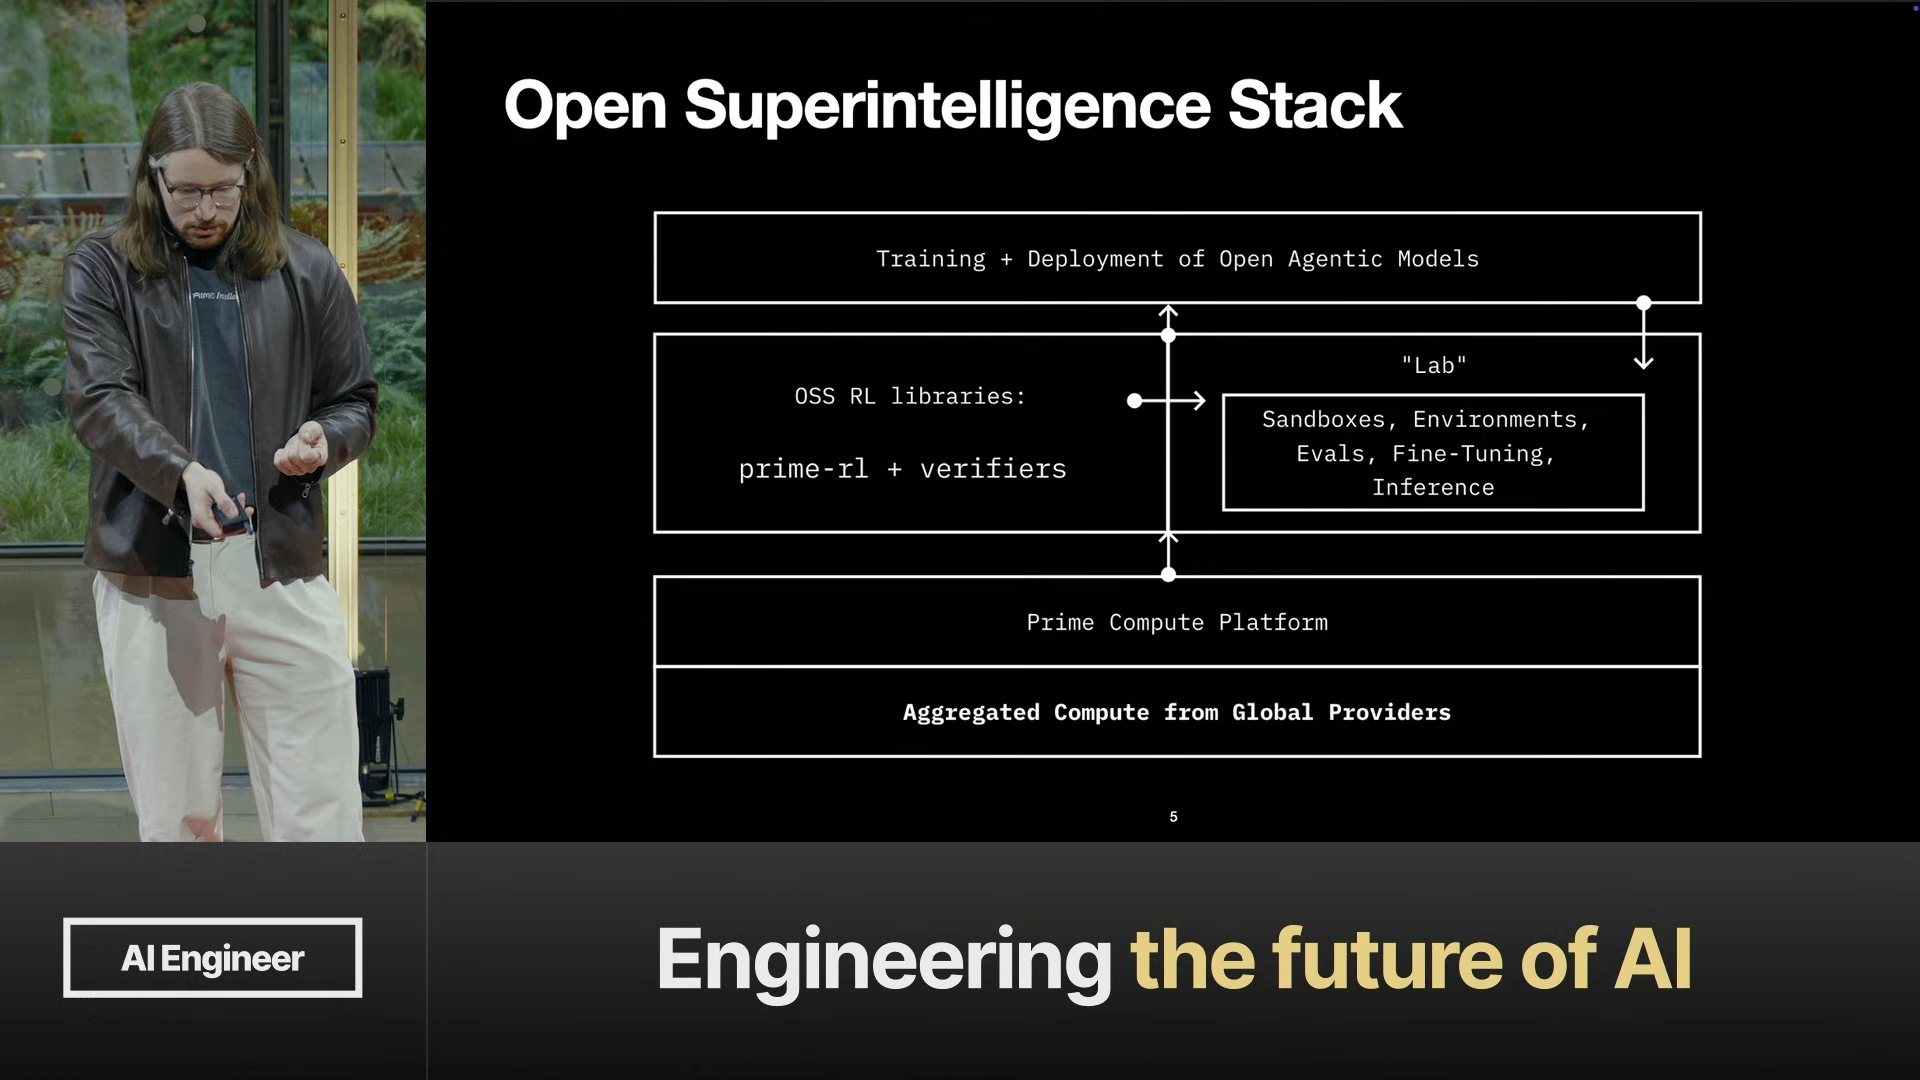 Open Superintelligence Stack
Training + Deployment of Open Agentic Models
OSS RL libraries:
prime-rl + verifiers
"Lab"
Sandboxes, Environments,
Evals, Fine-Tuning,
Inference
Prime Compute Platform
Aggregated Compute from Global Providers
5
AI Engineer
Engineering the future of AI